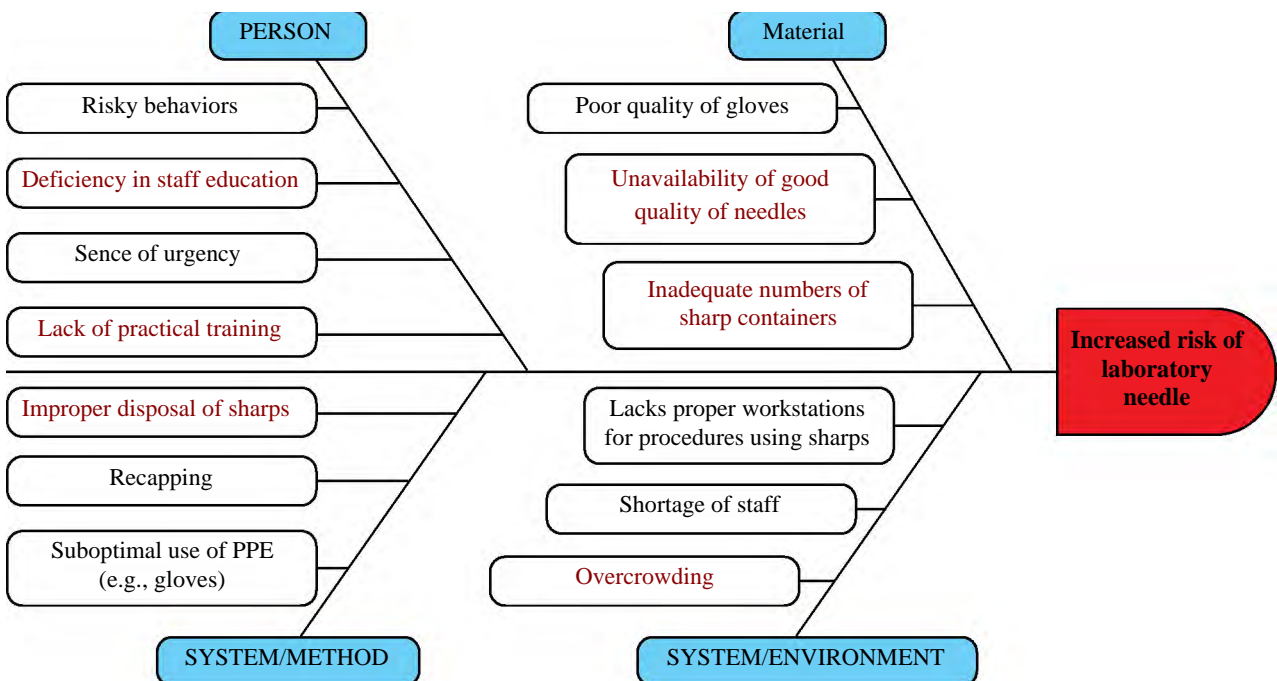 PERSON
Material
Risky behaviors
Deficiency in staff education
Sence of urgency
Lack of practical training
Poor quality of gloves
Unavailability of good
quality of needles
Inadequate numbers of
sharp containers
Increased risk of
laboratory
needle
Improper disposal of sharps
Recapping
Suboptimal use of PPE
(e.g., gloves)
Lacks proper workstations
for procedures using sharps
Shortage of staff
Overcrowding
SYSTEM/METHOD
SYSTEM/ENVIRONMENT